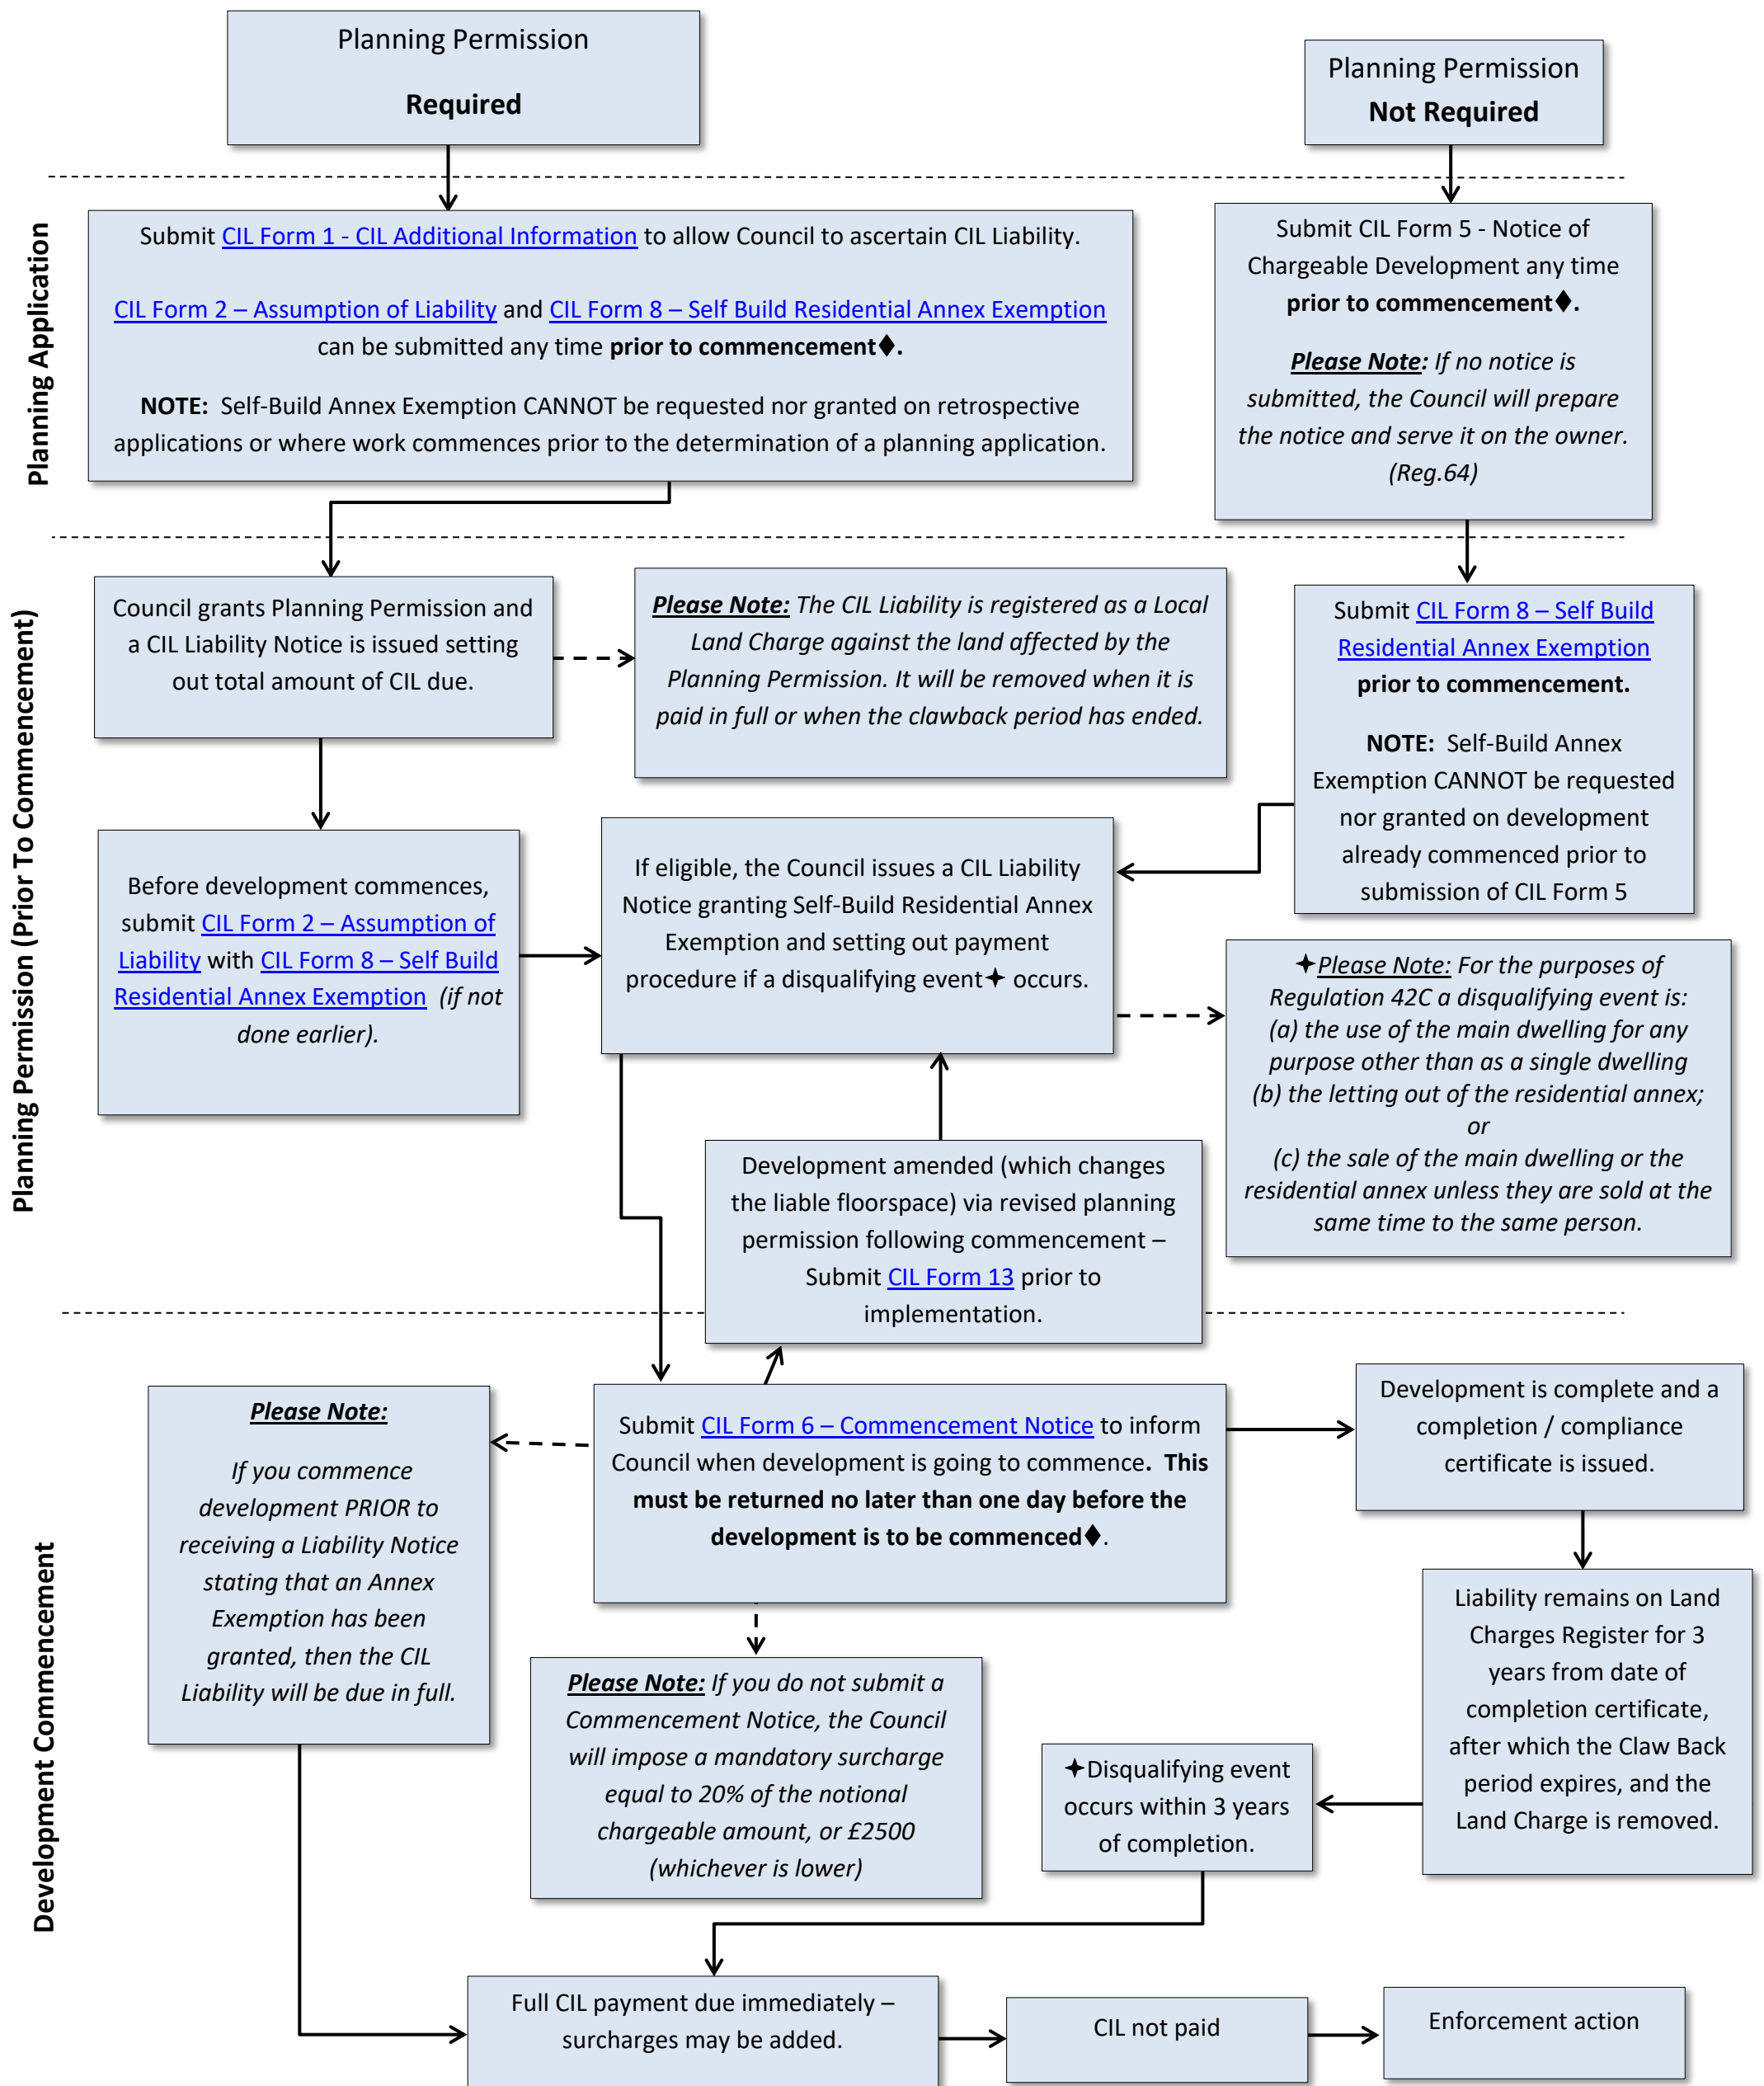 Planning Permission
Required
Planning Permission
Not Required
Planning Application
Submit CIL Form 1 - CIL Additional Information to allow Council to ascertain CIL Liability.
CIL Form 2 – Assumption of Liability and CIL Form 8 – Self Build Residential Annex Exemption
can be submitted any time prior to commencement♦.
NOTE: Self-Build Annex Exemption CANNOT be requested nor granted on retrospective
applications or where work commences prior to the determination of a planning application.
Submit CIL Form 5 - Notice of
Chargeable Development any time
prior to commencement♦.
Please Note: If no notice is
submitted, the Council will prepare
the notice and serve it on the owner.
(Reg.64)
Planning Permission (Prior To Commencement)
Council grants Planning Permission and
a CIL Liability Notice is issued setting
out total amount of CIL due.
Please Note: The CIL Liability is registered as a Local
Land Charge against the land affected by the
Planning Permission. It will be removed when it is
paid in full or when the clawback period has ended.
Submit CIL Form 8 – Self Build
Residential Annex Exemption
prior to commencement.
NOTE: Self-Build Annex
Exemption CANNOT be requested
nor granted on development
already commenced prior to
submission of CIL Form 5
Before development commences,
submit CIL Form 2 – Assumption of
Liability with CIL Form 8 – Self Build
Residential Annex Exemption (if not
done earlier).
If eligible, the Council issues a CIL Liability
Notice granting Self-Build Residential Annex
Exemption and setting out payment
procedure if a disqualifying event✦ occurs.
✦Please Note: For the purposes of
Regulation 42C a disqualifying event is:
(a) the use of the main dwelling for any
purpose other than as a single dwelling
(b) the letting out of the residential annex;
or
(c) the sale of the main dwelling or the
residential annex unless they are sold at the
same time to the same person.
Development amended (which changes
the liable floorspace) via revised planning
permission following commencement –
Submit CIL Form 13 prior to
implementation.
Development Commencement
Please Note:
If you commence
development PRIOR to
receiving a Liability Notice
stating that an Annex
Exemption has been
granted, then the CIL
Liability will be due in full.
Submit CIL Form 6 – Commencement Notice to inform
Council when development is going to commence. This
must be returned no later than one day before the
development is to be commenced♦.
Development is complete and a
completion / compliance
certificate is issued.
Liability remains on Land
Charges Register for 3
years from date of
completion certificate,
after which the Claw Back
period expires, and the
Land Charge is removed.
Please Note: If you do not submit a
Commencement Notice, the Council
will impose a mandatory surcharge
equal to 20% of the notional
chargeable amount, or £2500
(whichever is lower)
✦Disqualifying event
occurs within 3 years
of completion.
Full CIL payment due immediately –
surcharges may be added.
CIL not paid
Enforcement action